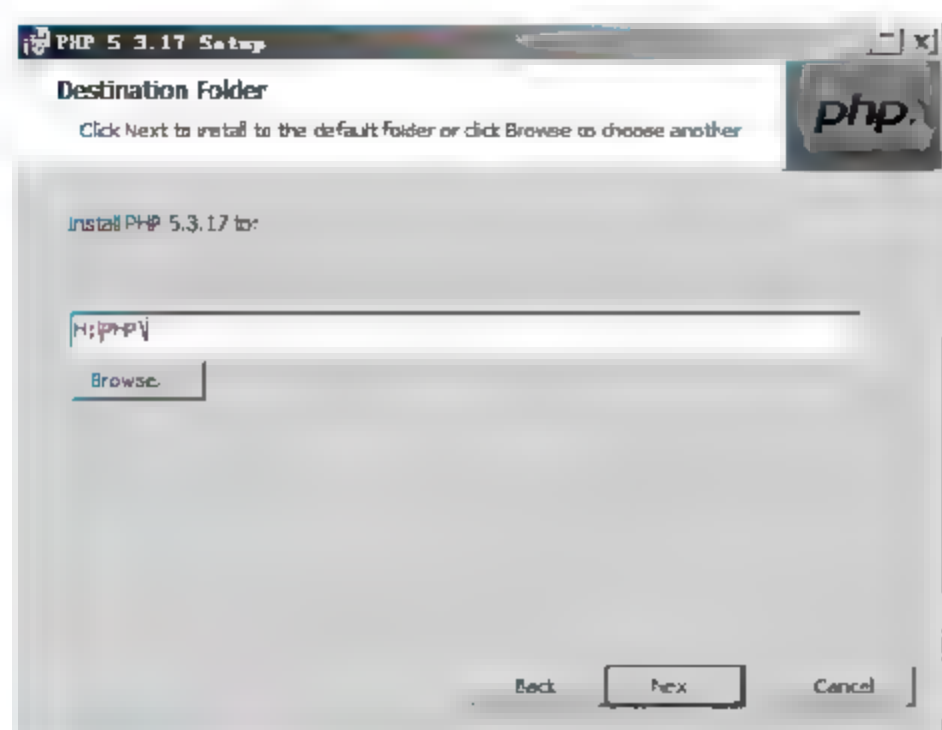 PHP 5 3.17 Setup
php.
Destination Folder
Click Next to install to the default folder or click Browse to choose another
Install PHP 5.3.17 to:
H:\PHP\
Browse.
Back Nex Cancel